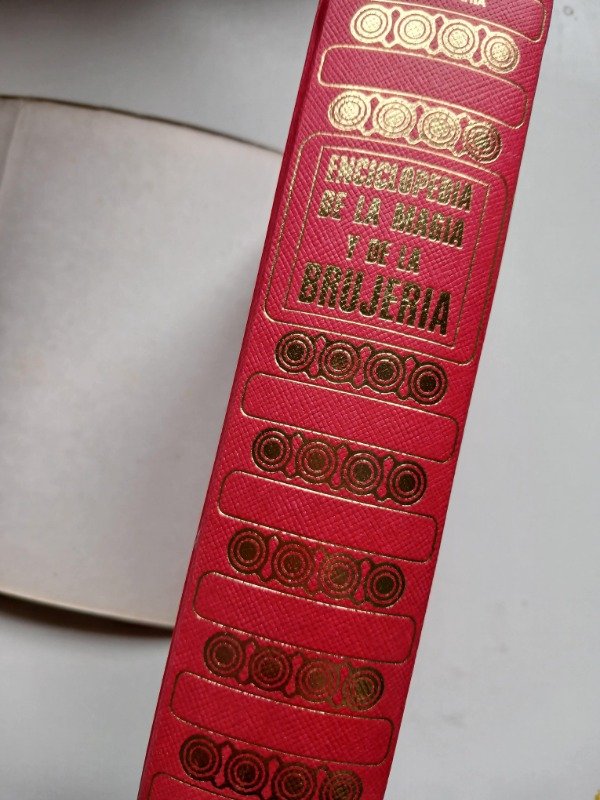 ENCICLOPEDIA
DE LA MAGIA
Y DE LA
BRUJERIA